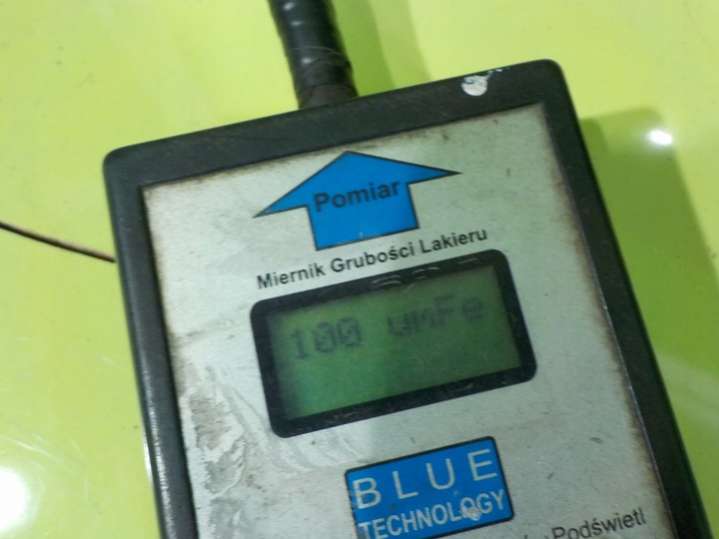 Pomiar
Miernik Grubości Lakieru
100 umFe
BLUE
TECHNOLOGY
Podświetl